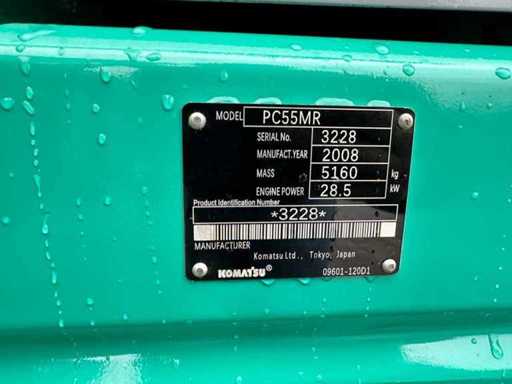 MODEL PC55MR
SERIAL No. 3228
MANUFACT.YEAR 2008
MASS 5160 kg
ENGINE POWER 28.5 kW
Product Identification Number
*3228*
MANUFACTURER
Komatsu Ltd., Tokyo, Japan
KOMATSU® 09601-120D1